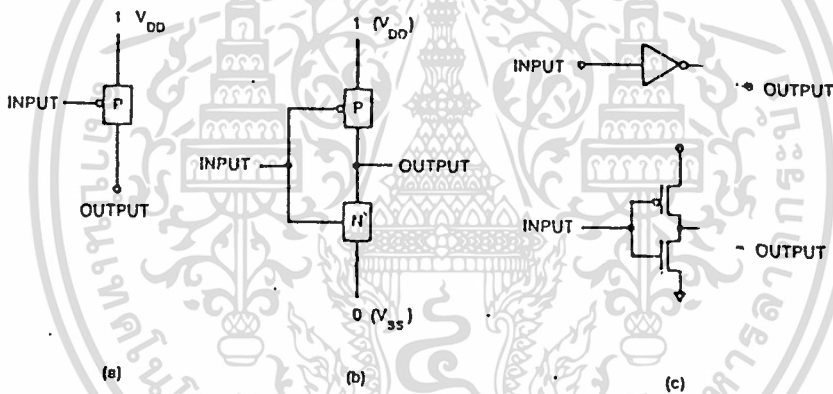 1 V_DD
INPUT
P
OUTPUT
(a)
1 (V_DD)
P
INPUT
OUTPUT
N
0 (V_SS)
(b)
INPUT
OUTPUT
INPUT
OUTPUT
(c)